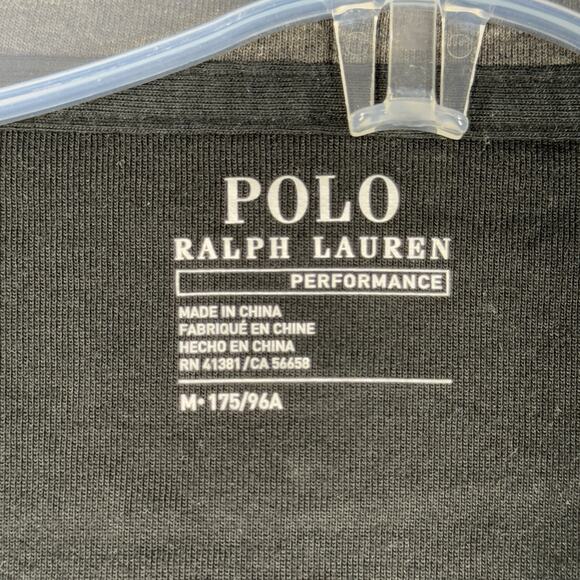 POLO
RALPH LAUREN
PERFORMANCE
MADE IN CHINA
FABRIQUÉ EN CHINE
HECHO EN CHINA
RN 41381/CA 56658
M• 175/96A